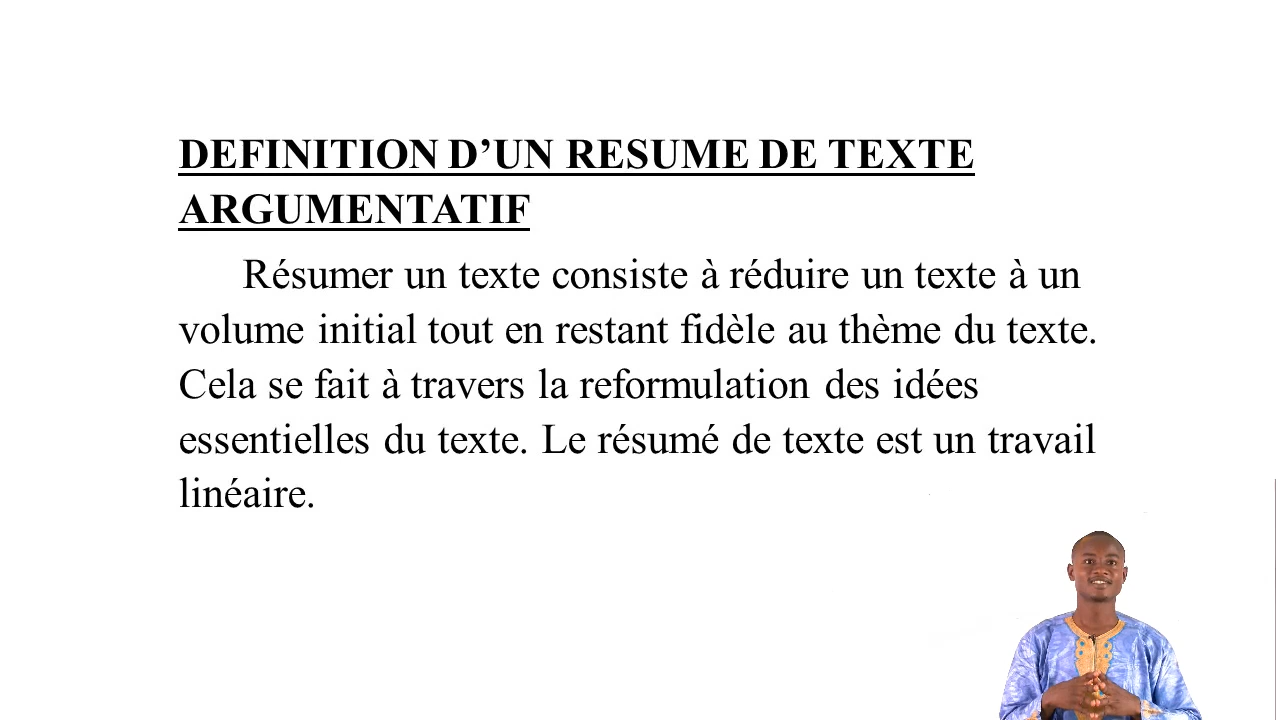 DEFINITION D’UN RESUME DE TEXTE
ARGUMENTATIF
Résumer un texte consiste à réduire un texte à un
volume initial tout en restant fidèle au thème du texte.
Cela se fait à travers la reformulation des idées
essentielles du texte. Le résumé de texte est un travail
linéaire.